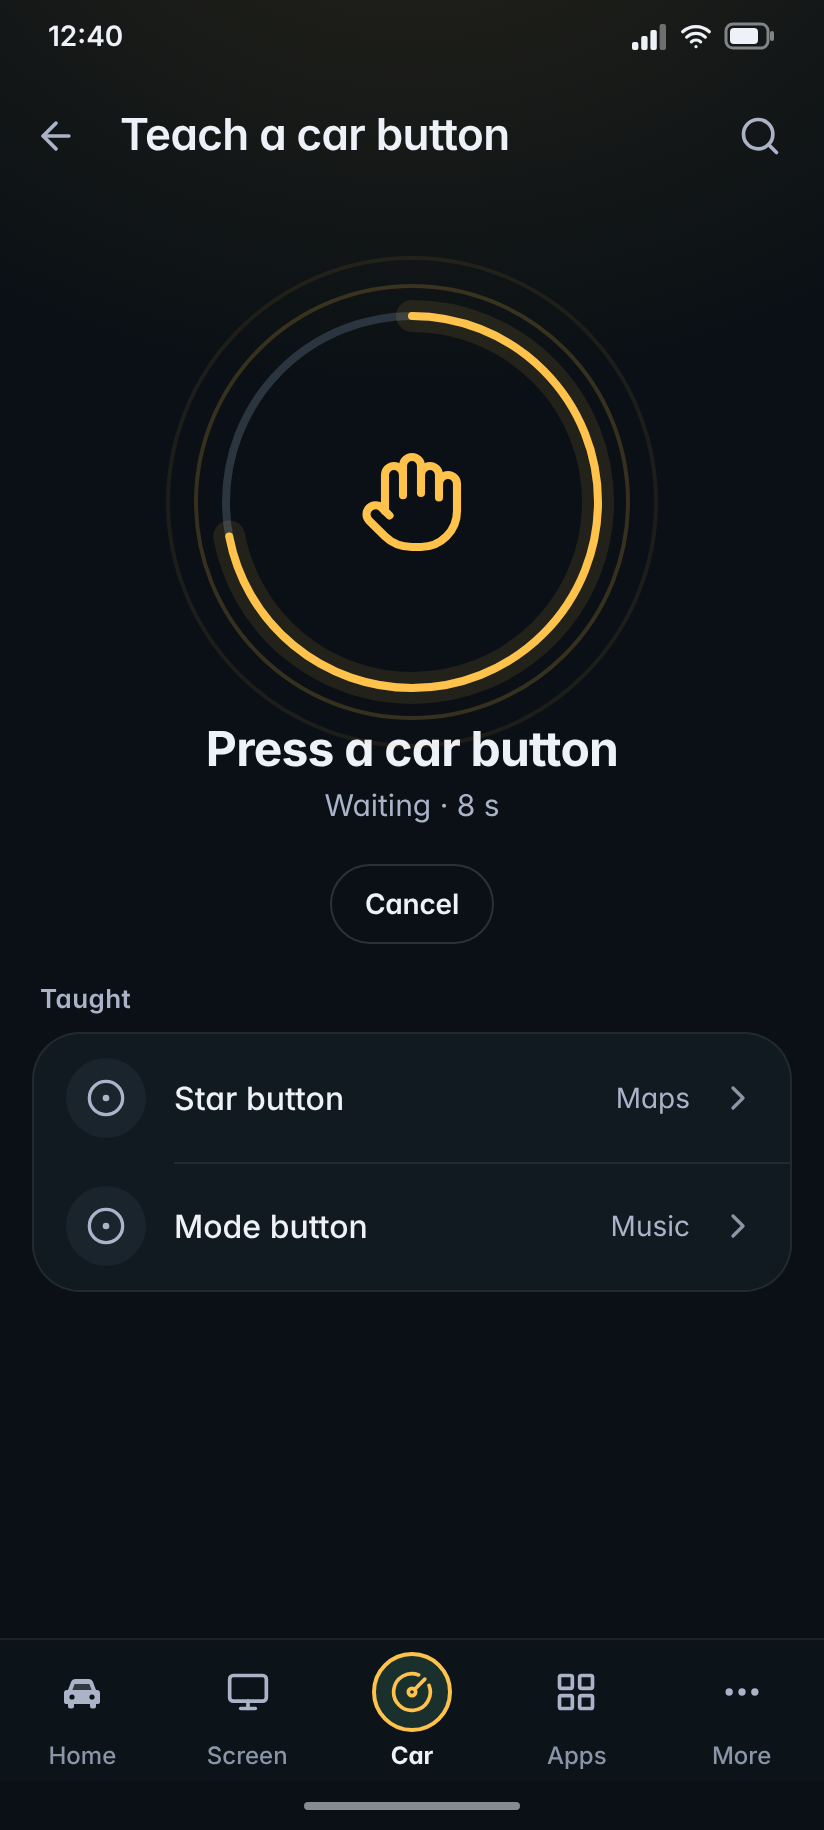 12:40
Teach a car button
Press a car button
Waiting · 8 s
Cancel
Taught
Star button Maps
Mode button Music
Home Screen Car Apps More